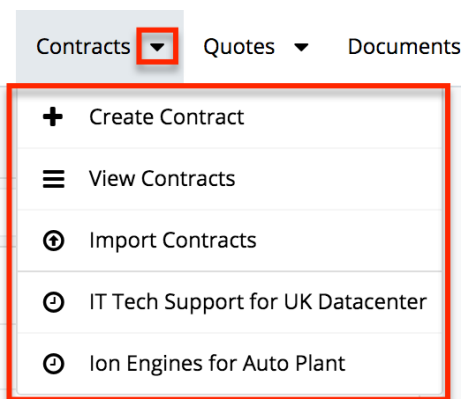 Contracts Quotes Documents
Create Contract
View Contracts
Import Contracts
IT Tech Support for UK Datacenter
Ion Engines for Auto Plant